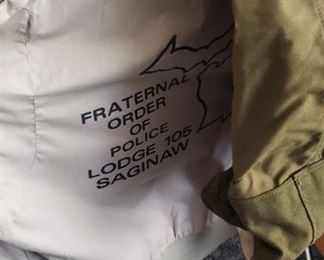 FRATERNAL
ORDER
OF
POLICE
LODGE 105
SAGINAW